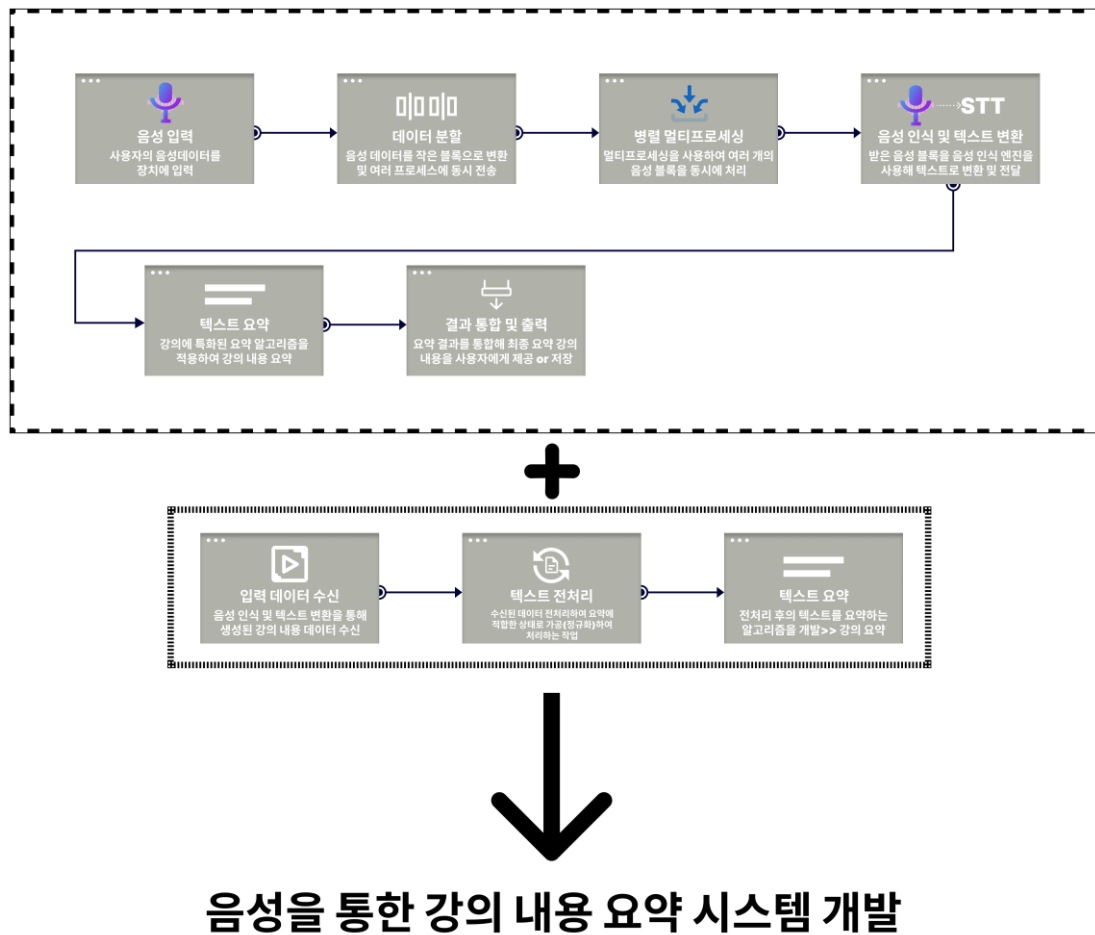 음성 입력
사용자의 음성데이터를
장치에 입력
데이터 분할
음성 데이터를 작은 블록으로 변환
및 여러 프로세스에 동시 전송
병렬 멀티프로세싱
멀티프로세싱을 사용하여 여러 개의
음성 블록을 동시에 처리
STT
음성 인식 및 텍스트 변환
받은 음성 블록을 음성 인식 엔진을
사용해 텍스트로 변환 및 전달
텍스트 요약
강의에 특화된 요약 알고리즘을
적용하여 강의 내용 요약
결과 통합 및 출력
요약 결과를 통합해 최종 요약 강의
내용을 사용자에게 제공 or 저장
입력 데이터 수신
음성 인식 및 텍스트 변환을 통해
생성된 강의 내용 데이터 수신
텍스트 전처리
수신된 데이터 전처리하여 요약에
적합한 상태로 가공(정규화)하여
처리하는 작업
텍스트 요약
전처리 후의 텍스트를 요약하는
알고리즘을 개발>> 강의 요약
음성을 통한 강의 내용 요약 시스템 개발